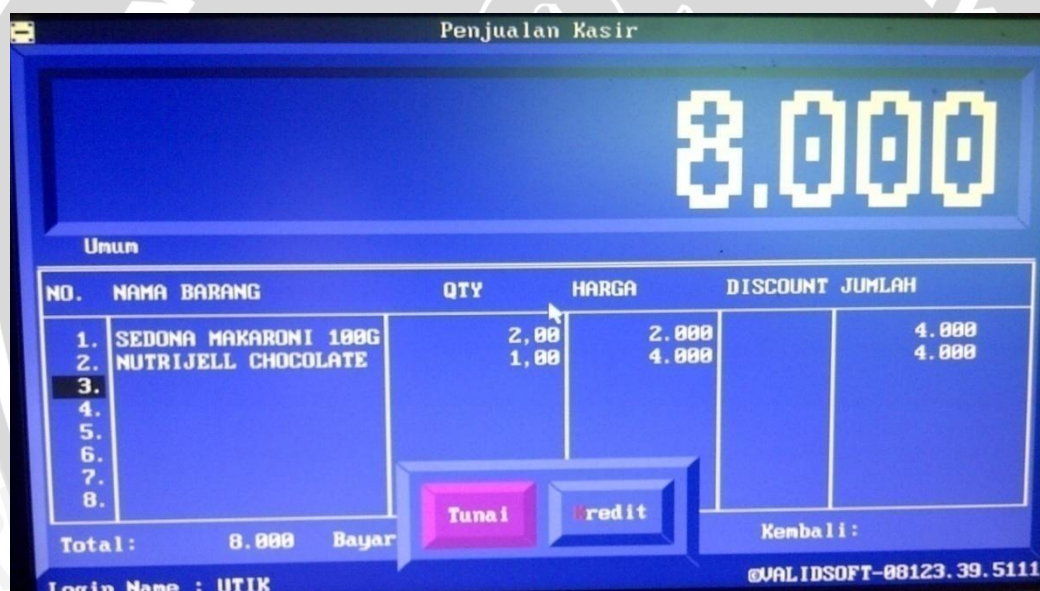 Penjualan Kasir
8.000
Umum
NO. NAMA BARANG QTY HARGA DISCOUNT JUMLAH
1. SEDONA MAKARONI 100G 2,00 2.000 4.000
2. NUTRIJELL CHOCOLATE 1,00 4.000 4.000
3.
4.
5.
6.
7.
8.
Tunai Kredit
Total: 8.000 Bayar Kembali:
Login Name : UTIK ©VALIDSOFT-08123.39.5111